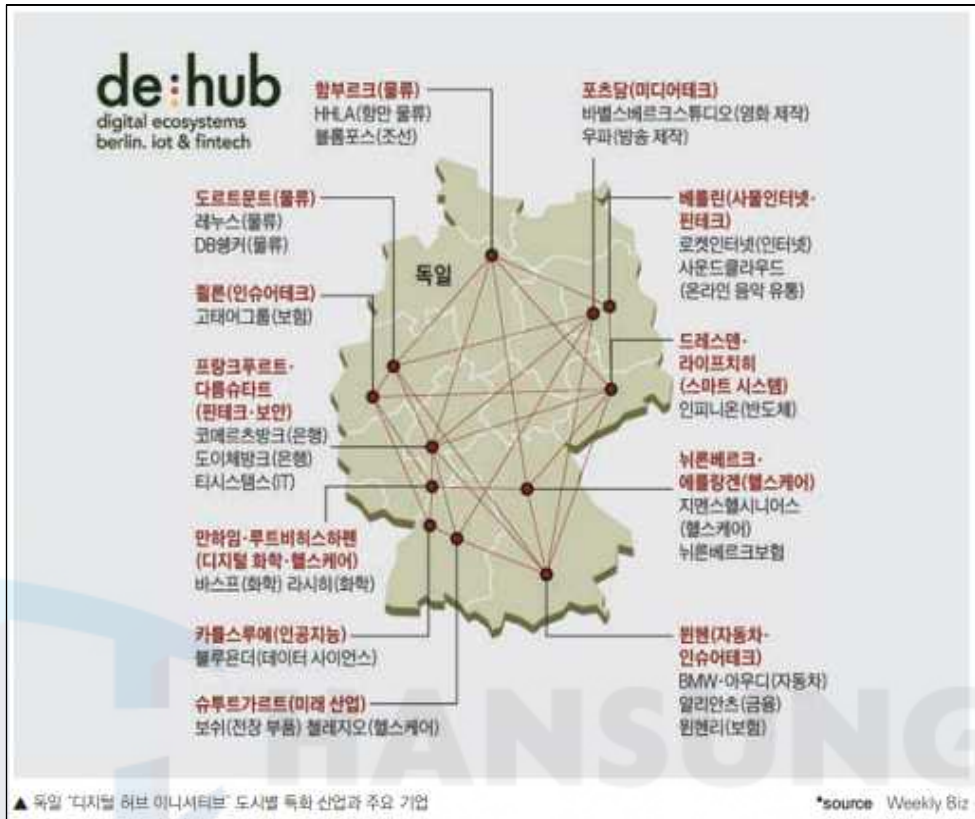 de:hub
digital ecosystems
berlin. iot & fintech
함부르크(물류)
HHLA(항만 물류)
블롬포스(조선)
포츠담(미디어테크)
바벨스베르크스튜디오(영화 제작)
우파(방송 제작)
도르트문트(물류)
레누스(물류)
DB쉥커(물류)
베를린(사물인터넷·
핀테크)
로켓인터넷(인터넷)
사운드클라우드
(온라인 음악 유통)
독일
쾰른(인슈어테크)
고태어그룹(보험)
프랑크푸르트·
다름슈타트
(핀테크·보안)
코메르츠방크(은행)
도이체방크(은행)
티시스템스(IT)
드레스덴·
라이프치히
(스마트 시스템)
인피니온(반도체)
뉘른베르크·
에를랑겐(헬스케어)
지멘스헬시니어스
(헬스케어)
뉘른베르크보험
만하임·루트비히스하펜
(디지털 화학·헬스케어)
바스프(화학) 라시히(화학)
카를스루에(인공지능)
블루욘더(데이터 사이언스)
뮌헨(자동차·
인슈어테크)
BMW·아우디(자동차)
알리안츠(금융)
뮌헨리(보험)
슈투트가르트(미래 산업)
보쉬(전장 부품) 첼레지오(헬스케어)
HANSUNG
▲ 독일 "디지털 허브 이니셔티브" 도시별 특화 산업과 주요 기업
*source Weekly Biz